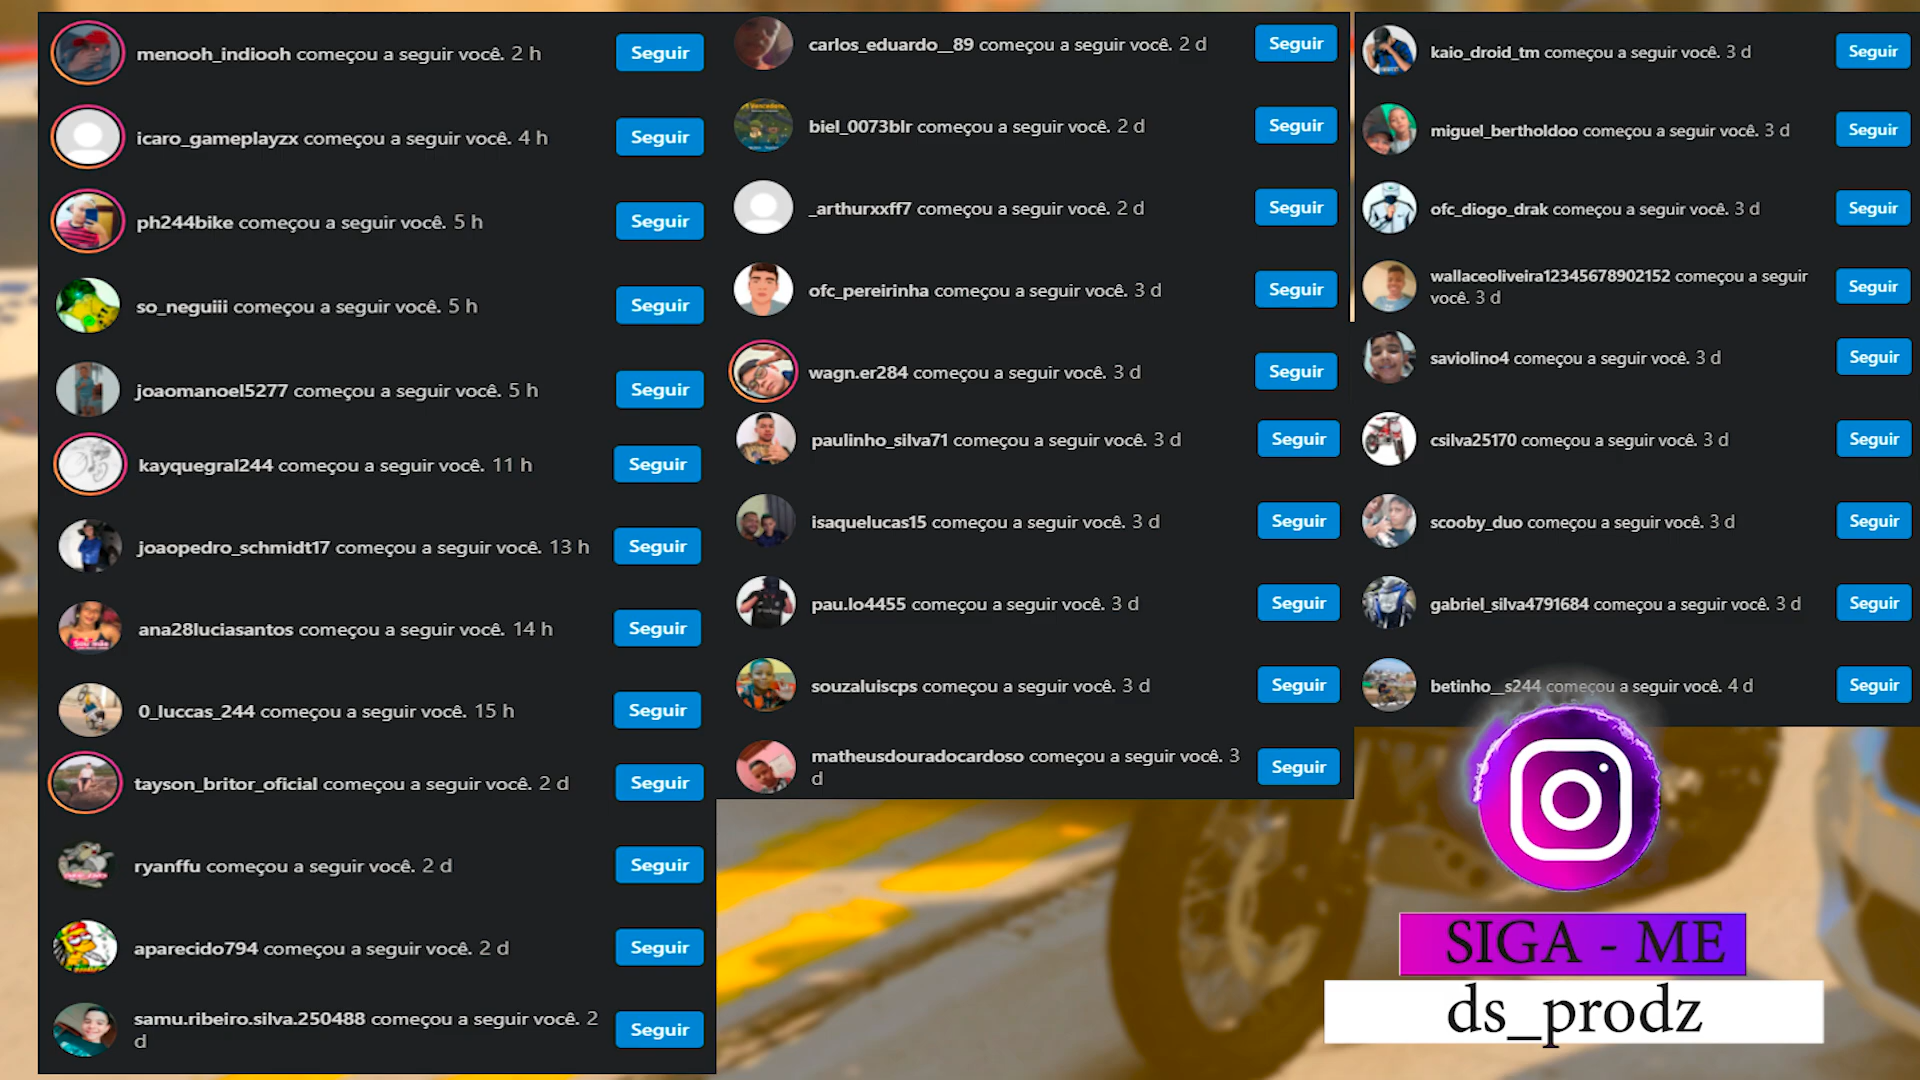 menooh_indiooh começou a seguir você. 2 h
Seguir
icaro_gameplayzx começou a seguir você. 4 h
Seguir
ph244bike começou a seguir você. 5 h
Seguir
so_neguiii começou a seguir você. 5 h
Seguir
joaomanoel5277 começou a seguir você. 5 h
Seguir
kayquegral244 começou a seguir você. 11 h
Seguir
joaopedro_schmidt17 começou a seguir você. 13 h
Seguir
ana28luciasantos começou a seguir você. 14 h
Seguir
0_luccas_244 começou a seguir você. 15 h
Seguir
tayson_britor_oficial começou a seguir você. 2 d
Seguir
ryanffu começou a seguir você. 2 d
Seguir
aparecido794 começou a seguir você. 2 d
Seguir
samu.ribeiro.silva.250488 começou a seguir você. 2
d
Seguir
carlos_eduardo__89 começou a seguir você. 2 d
Seguir
biel_0073blr começou a seguir você. 2 d
Seguir
_arthurxxff7 começou a seguir você. 2 d
Seguir
ofc_pereirinha começou a seguir você. 3 d
Seguir
wagn.er284 começou a seguir você. 3 d
Seguir
paulinho_silva71 começou a seguir você. 3 d
Seguir
isaquelucas15 começou a seguir você. 3 d
Seguir
pau.lo4455 começou a seguir você. 3 d
Seguir
souzaluiscps começou a seguir você. 3 d
Seguir
matheusdouradocardoso começou a seguir você. 3
d
Seguir
kaio_droid_tm começou a seguir você. 3 d
Seguir
miguel_bertholdoo começou a seguir você. 3 d
Seguir
ofc_diogo_drak começou a seguir você. 3 d
Seguir
wallaceoliveira12345678902152 começou a seguir
você. 3 d
Seguir
saviolino4 começou a seguir você. 3 d
Seguir
csilva25170 começou a seguir você. 3 d
Seguir
scooby_duo começou a seguir você. 3 d
Seguir
gabriel_silva4791684 começou a seguir você. 3 d
Seguir
betinho__s244 começou a seguir você. 4 d
Seguir
SIGA - ME
ds_prodz